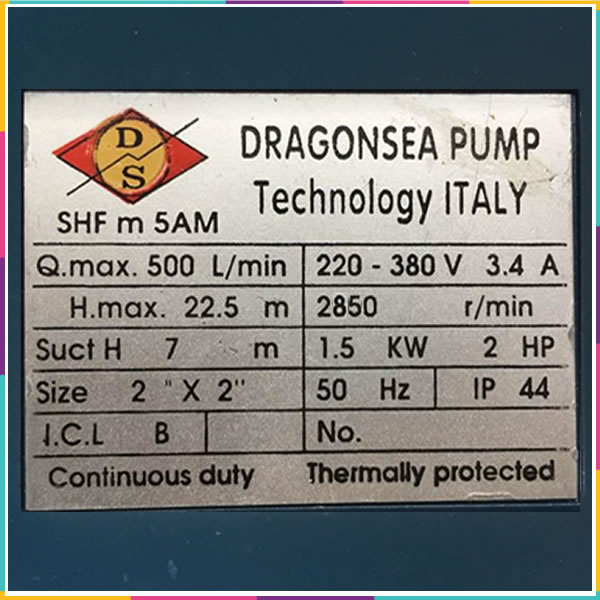 D
S
DRAGONSEA PUMP
Technology ITALY
SHF m 5AM
Q.max. 500 L/min 220 - 380 V 3.4 A
H.max. 22.5 m 2850 r/min
Suct H 7 m 1.5 KW 2 HP
Size 2 " X 2" 50 Hz IP 44
I.C.L B No.
Continuous duty Thermally protected